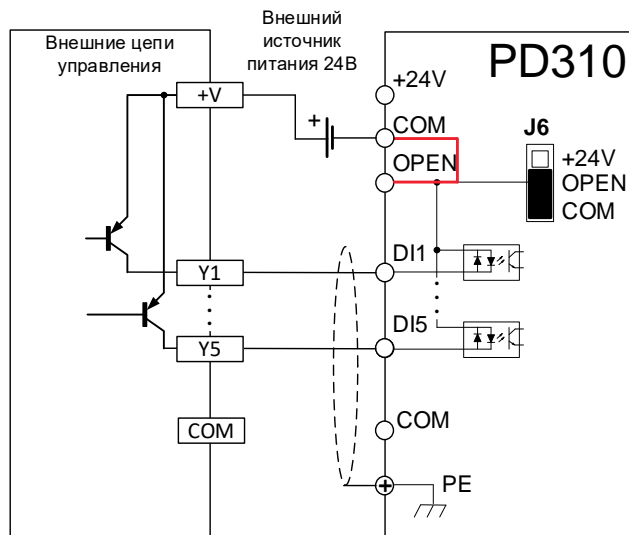 Внешние цепи
управления
Внешний
источник
питания 24В
PD310
+V
+
+24V
COM
OPEN
J6
+24V
OPEN
COM
Y1
DI1
Y5
DI5
COM
COM
PE